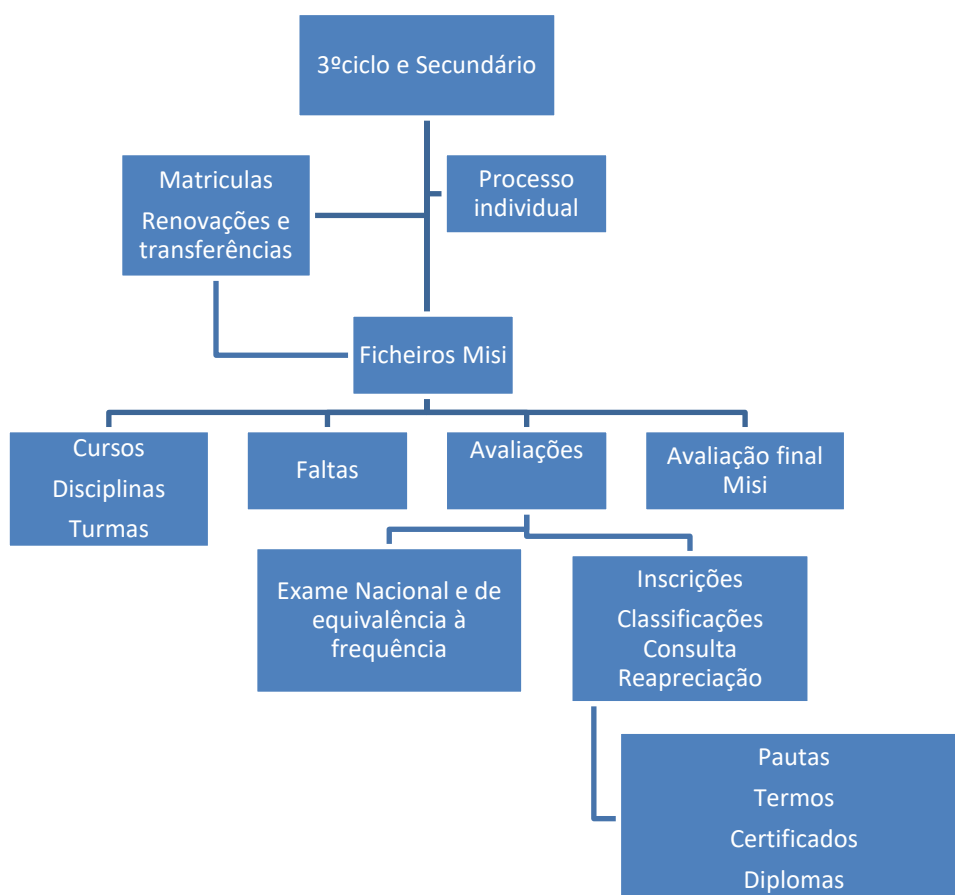 3ºciclo e Secundário
Matriculas
Renovações e
transferências
Processo
individual
Ficheiros Misi
Cursos
Disciplinas
Turmas
Faltas
Avaliações
Avaliação final
Misi
Exame Nacional e de
equivalência à
frequência
Inscrições
Classificações
Consulta
Reapreciação
Pautas
Termos
Certificados
Diplomas